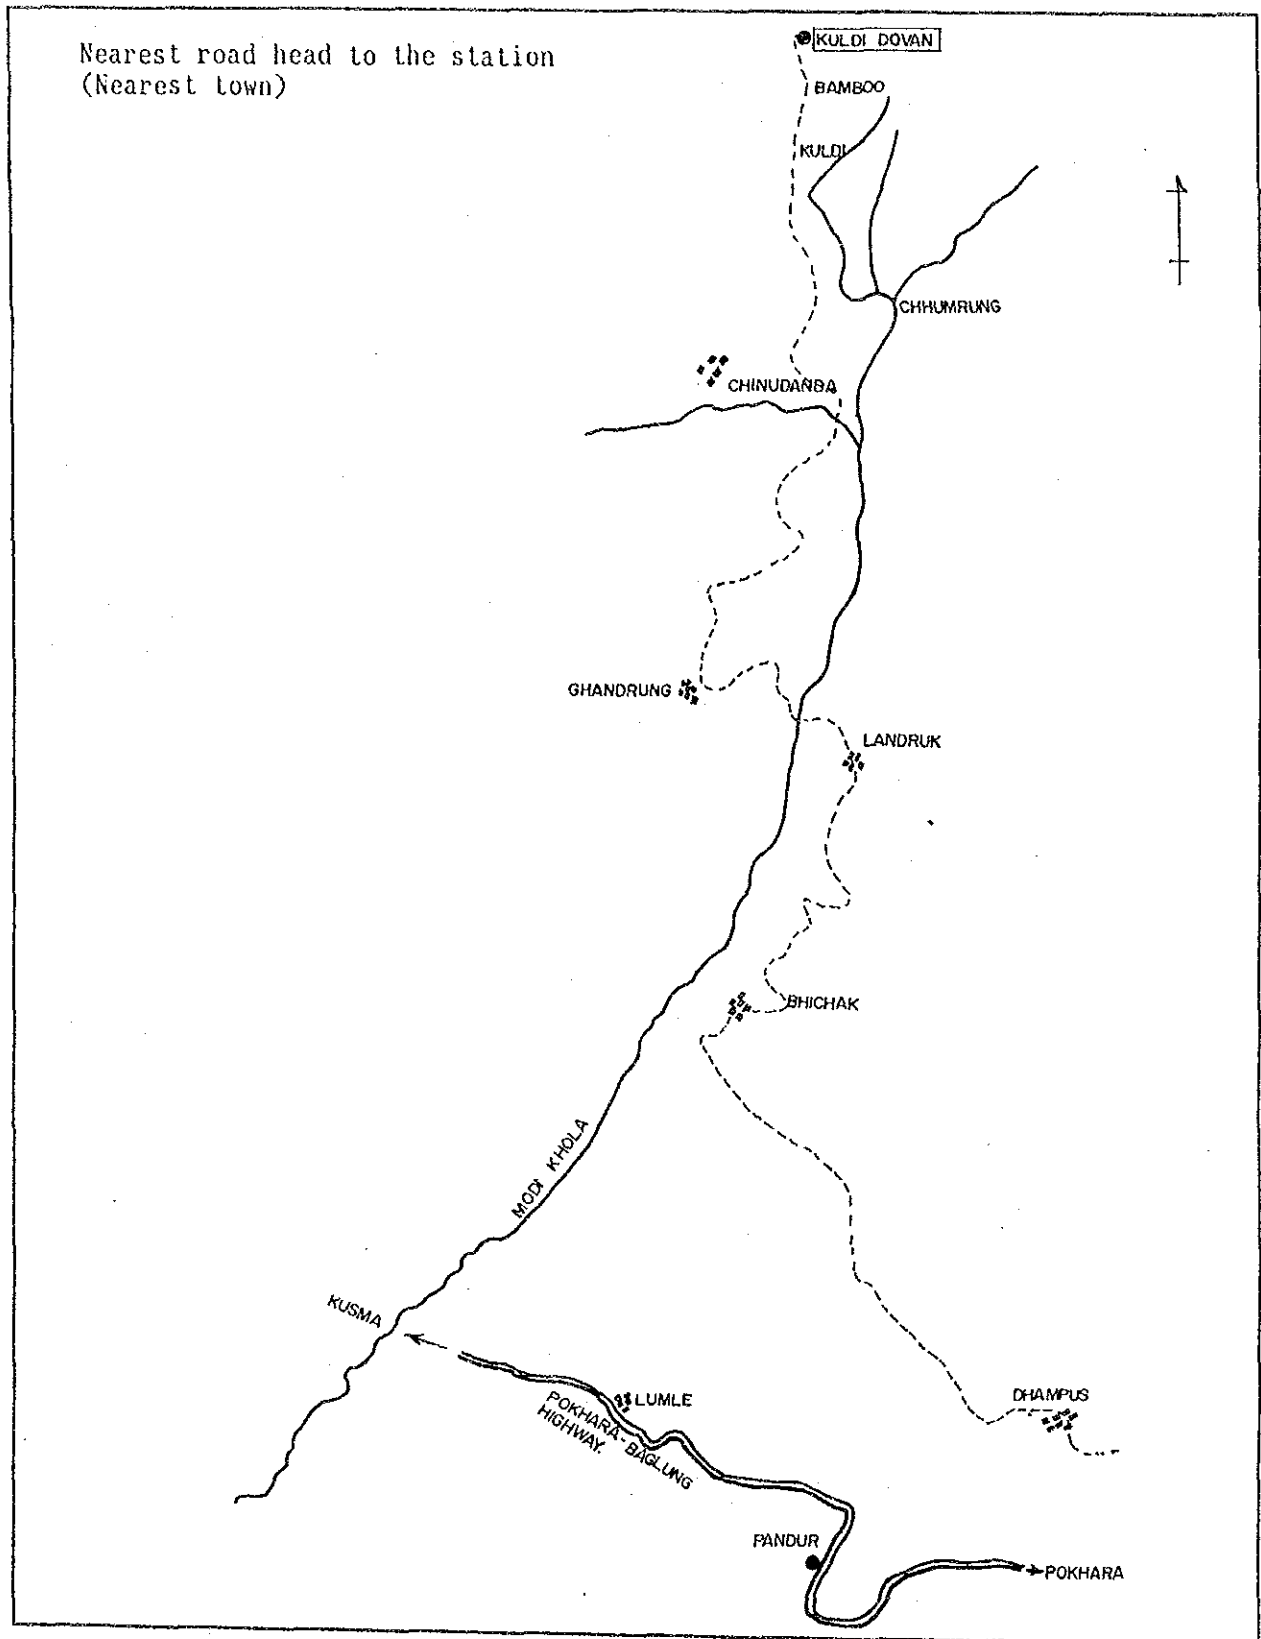 Nearest road head to the station
(Nearest town)
KULDI DOVAN
BAMBOO
KULDI
CHHUMRUNG
CHINUDANBA
GHANDRUNG
LANDRUK
BHICHAK
MODI KHOLA
KUSMA
LUMLE
POKHARA-BAGLUNG
HIGHWAY.
DHAMPUS
PANDUR
POKHARA